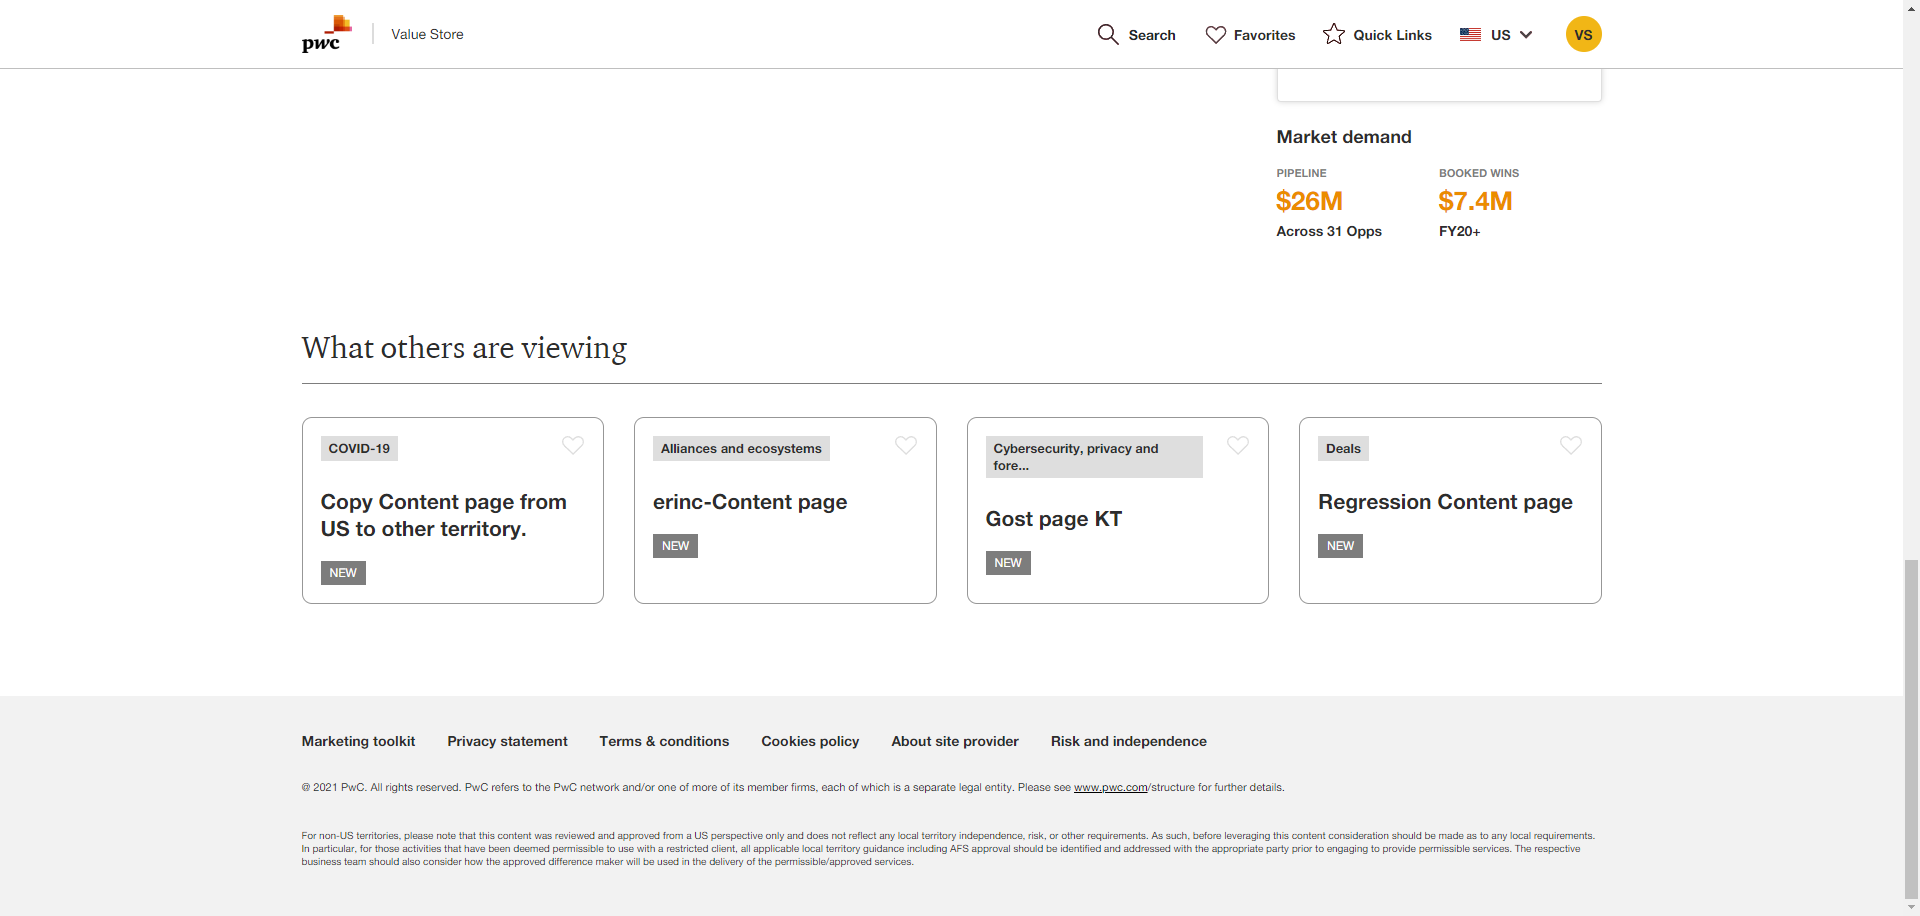 pwc
Value Store
Search
Favorites
Quick Links
US
VS
Market demand
PIPELINE
BOOKED WINS
$26M
$7.4M
Across 31 Opps
FY20+
What others are viewing
COVID-19
Copy Content page from
US to other territory.
NEW
Alliances and ecosystems
erinc-Content page
NEW
Cybersecurity, privacy and
fore...
Gost page KT
NEW
Deals
Regression Content page
NEW
Marketing toolkit
Privacy statement
Terms & conditions
Cookies policy
About site provider
Risk and independence
@ 2021 PwC. All rights reserved. PwC refers to the PwC network and/or one of more of its member firms, each of which is a separate legal entity. Please see www.pwc.com/structure for further details.
For non-US territories, please note that this content was reviewed and approved from a US perspective only and does not reflect any local territory independence, risk, or other requirements. As such, before leveraging this content consideration should be made as to any local requirements.
In particular, for those activities that have been deemed permissible to use with a restricted client, all applicable local territory guidance including AFS approval should be identified and addressed with the appropriate party prior to engaging to provide permissible services. The respective
business team should also consider how the approved difference maker will be used in the delivery of the permissible/approved services.